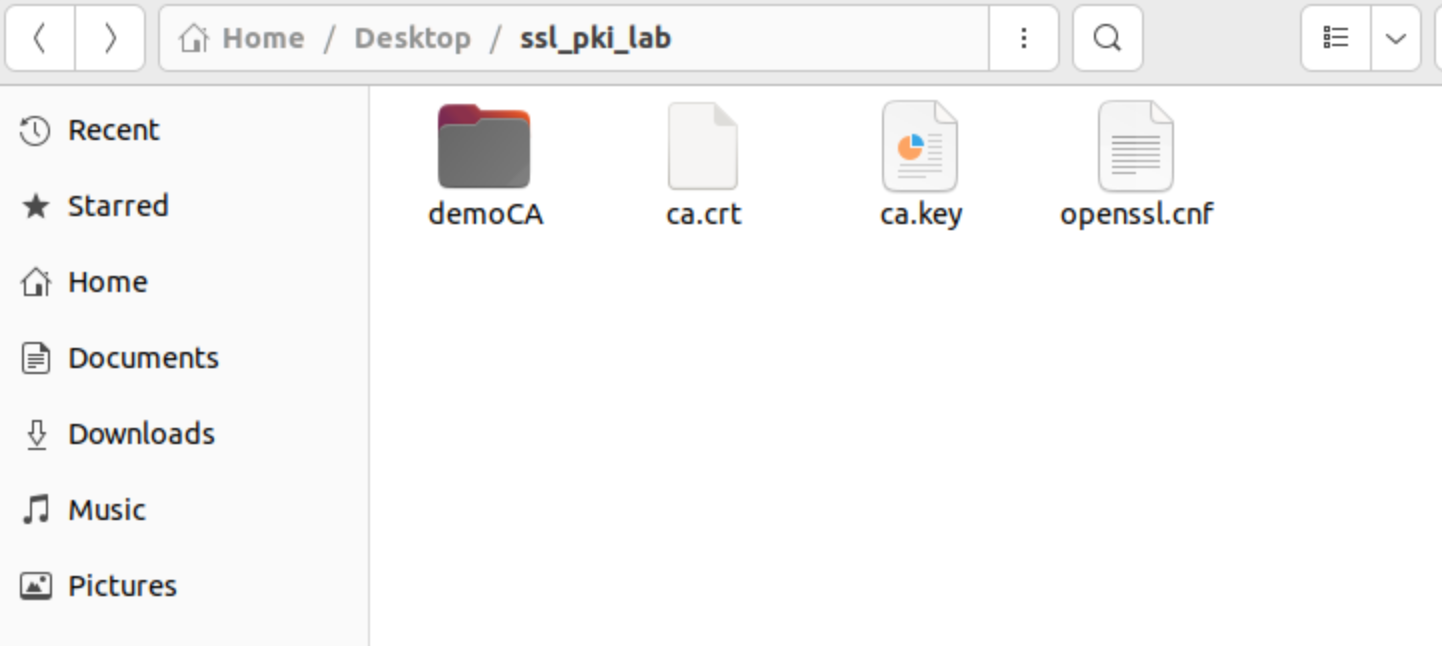 Home / Desktop / ssl_pki_lab
Recent
Starred
Home
Documents
Downloads
Music
Pictures
demoCA
ca.crt
ca.key
openssl.cnf